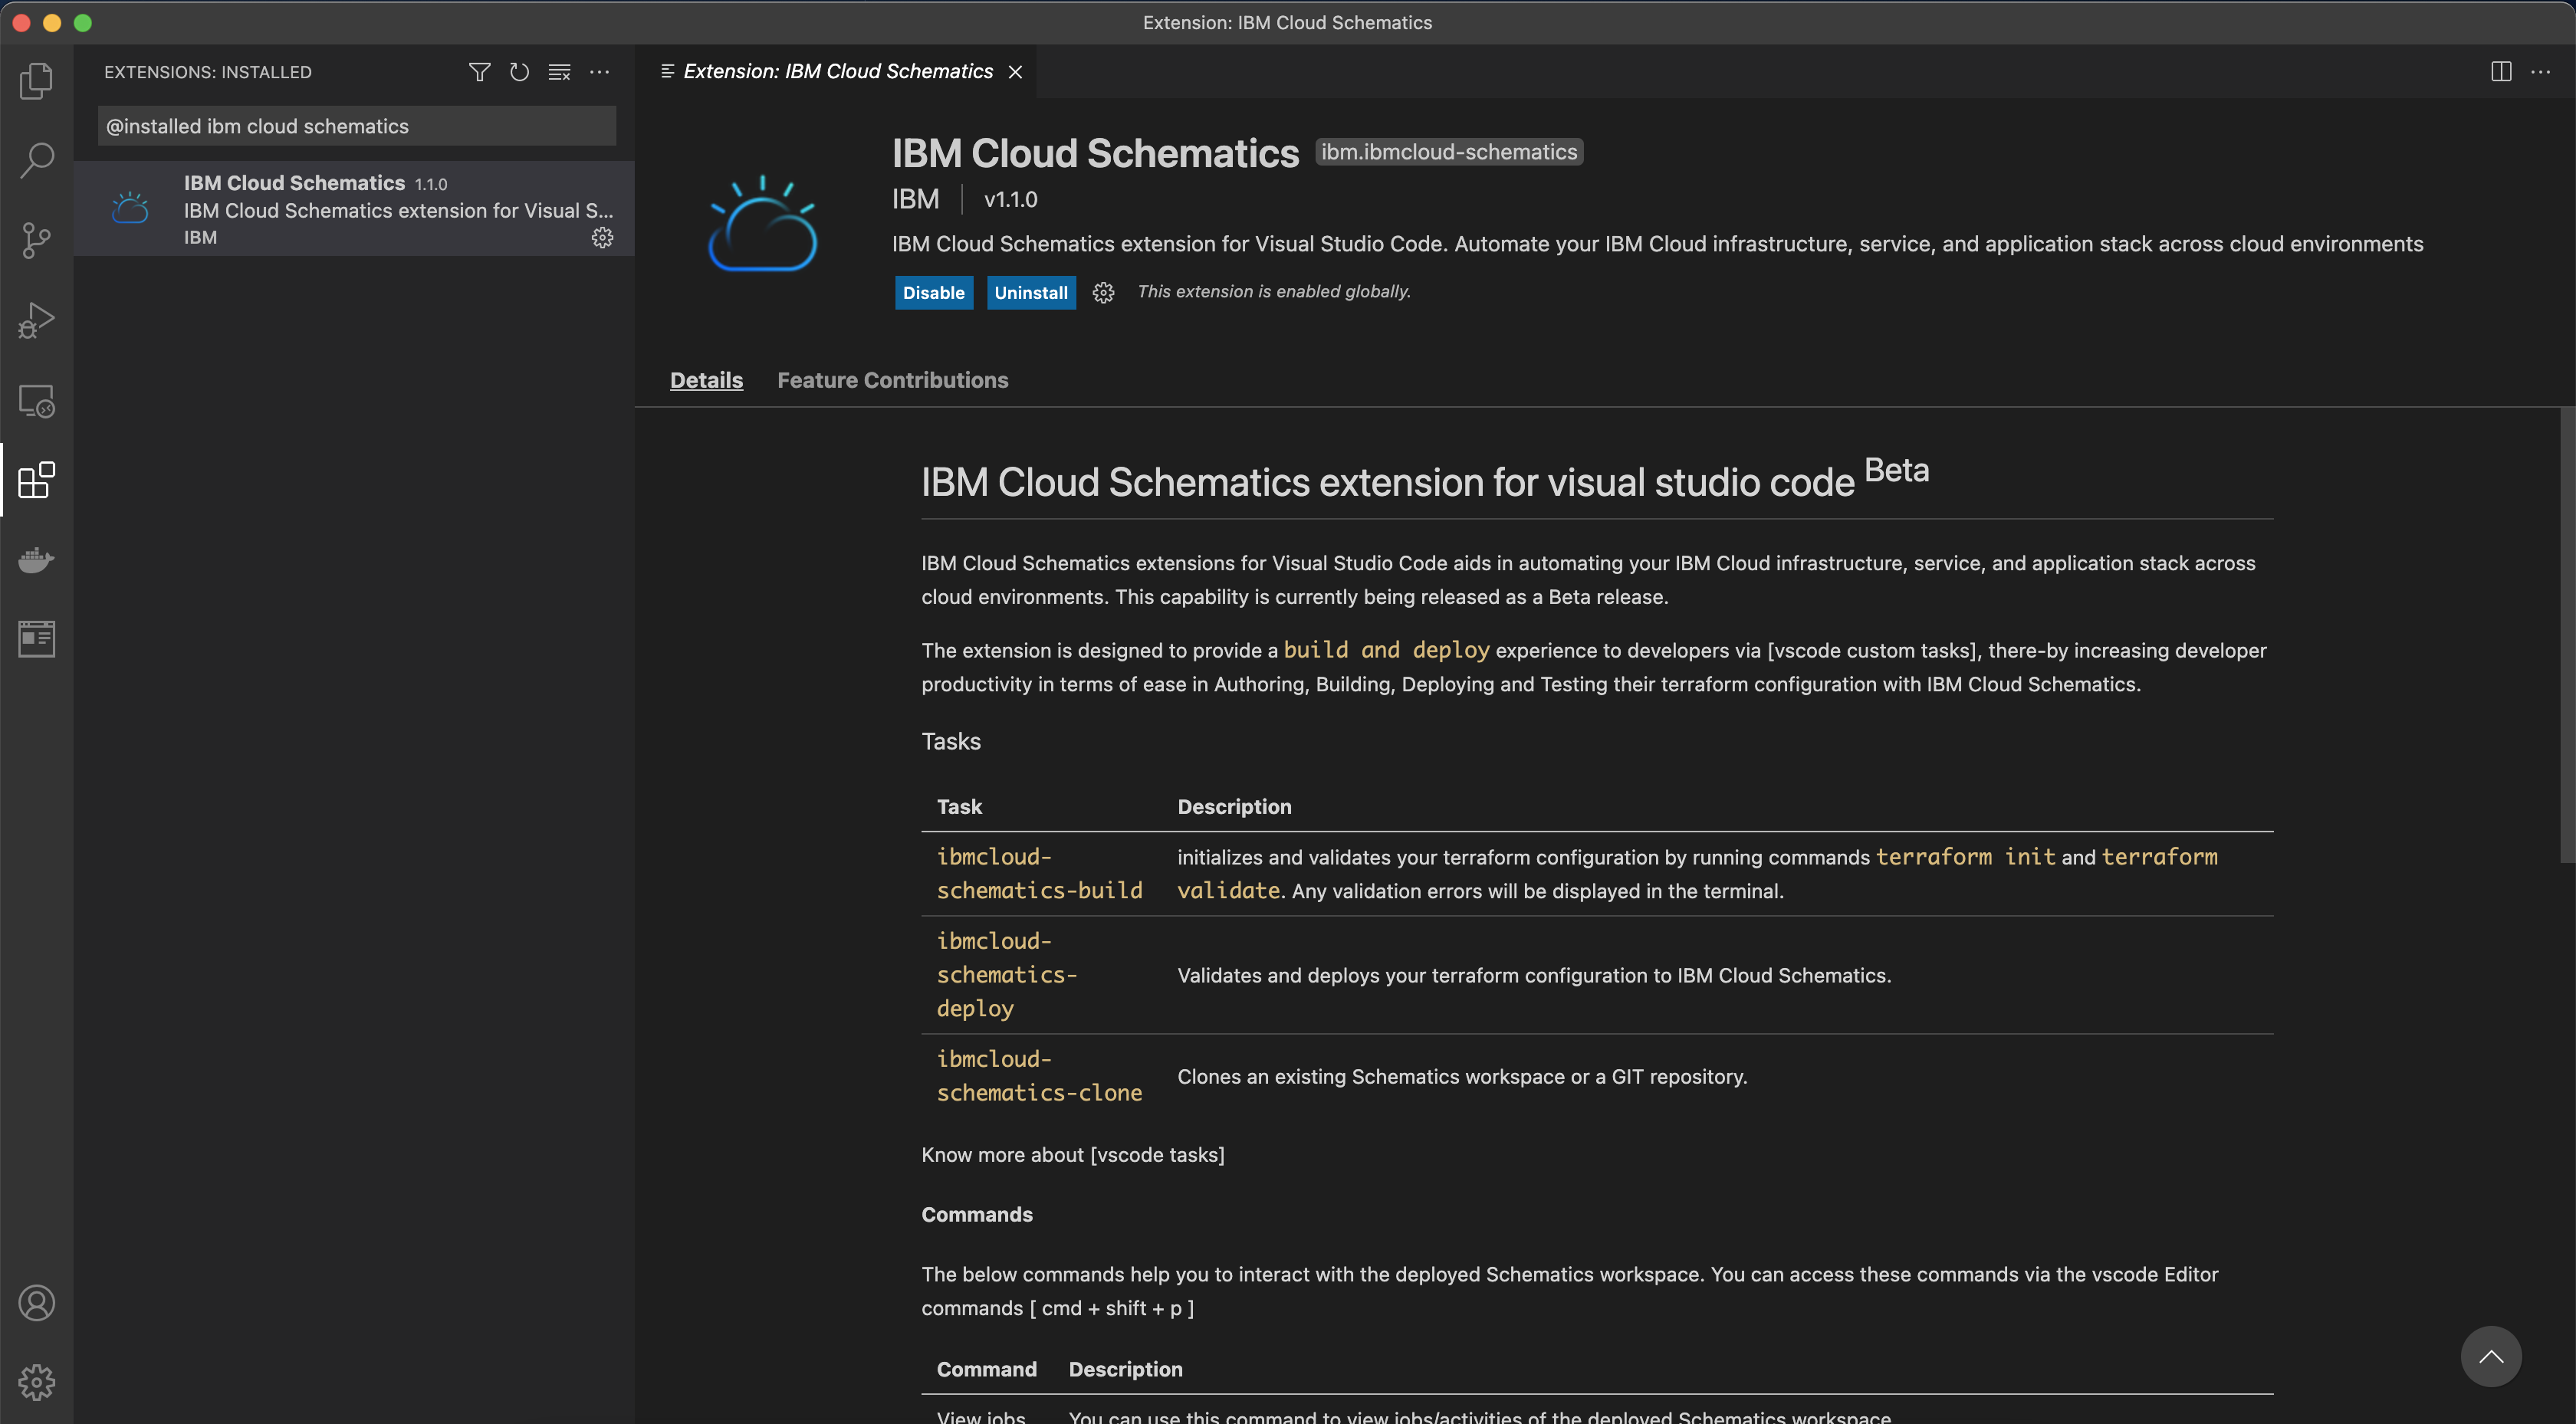 Extension: IBM Cloud Schematics
EXTENSIONS: INSTALLED
@installed ibm cloud schematics
IBM Cloud Schematics 1.1.0
IBM Cloud Schematics extension for Visual S...
IBM
Extension: IBM Cloud Schematics
IBM Cloud Schematics ibm.ibmcloud-schematics
IBM v1.1.0
IBM Cloud Schematics extension for Visual Studio Code. Automate your IBM Cloud infrastructure, service, and application stack across cloud environments
Disable Uninstall This extension is enabled globally.
Details Feature Contributions
IBM Cloud Schematics extension for visual studio code Beta
IBM Cloud Schematics extensions for Visual Studio Code aids in automating your IBM Cloud infrastructure, service, and application stack across
cloud environments. This capability is currently being released as a Beta release.
The extension is designed to provide a build and deploy experience to developers via [vscode custom tasks], there-by increasing developer
productivity in terms of ease in Authoring, Building, Deploying and Testing their terraform configuration with IBM Cloud Schematics.
Tasks
Task Description
ibmcloud-
schematics-build
initializes and validates your terraform configuration by running commands terraform init and terraform
validate. Any validation errors will be displayed in the terminal.
ibmcloud-
schematics-
deploy
Validates and deploys your terraform configuration to IBM Cloud Schematics.
ibmcloud-
schematics-clone
Clones an existing Schematics workspace or a GIT repository.
Know more about [vscode tasks]
Commands
The below commands help you to interact with the deployed Schematics workspace. You can access these commands via the vscode Editor
commands [ cmd + shift + p ]
Command Description
View jobs You can use this command to view jobs/activities of the deployed Schematics workspace